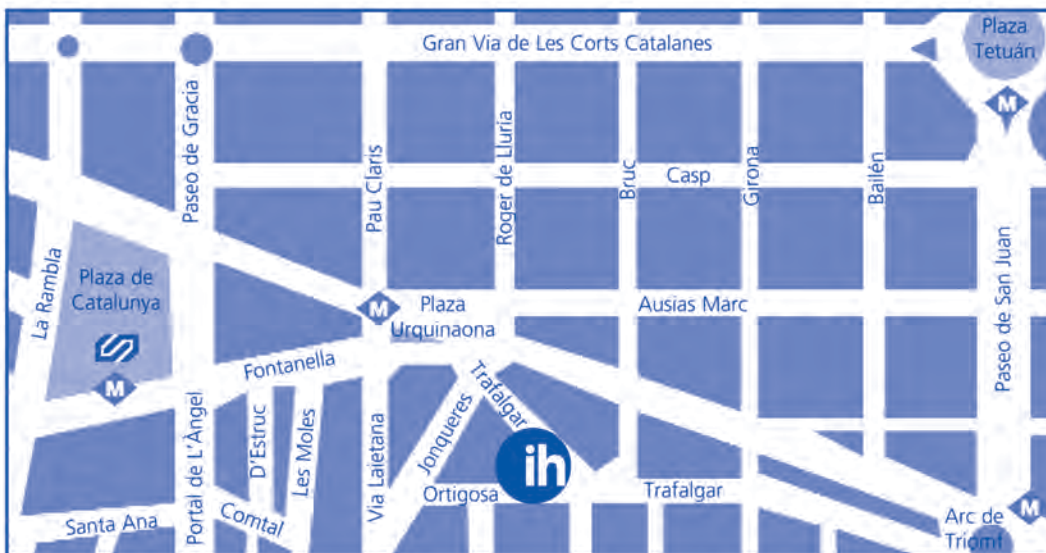 Gran Via de Les Corts Catalanes
Plaza
Tetuán
M
Paseo de Gracia
Pau Claris
Roger de Lluria
Bruc
Casp
Girona
Bailén
La Rambla
Plaza de
Catalunya
M
M
Plaza
Urquinaona
Ausias Marc
Paseo de San Juan
Fontanella
Trafalgar
Portal de L'Àngel
D'Estruc
Les Moles
Via Laietana
Jonqueres
ih
Ortigosa
Trafalgar
Santa Ana
Comtal
M
Arc de
Triomf